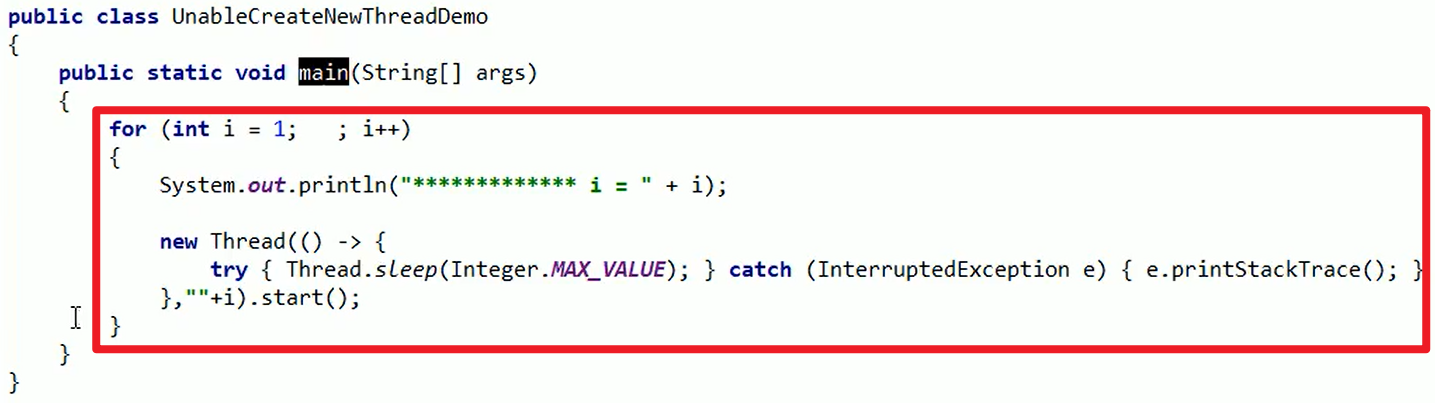 public class UnableCreateNewThreadDemo
{
    public static void main(String[] args)
    {
        for (int i = 1;   ; i++)
        {
            System.out.println("************* i = " + i);

            new Thread(() -> {
                try { Thread.sleep(Integer.MAX_VALUE); } catch (InterruptedException e) { e.printStackTrace(); }
            },""+i).start();
        }
    }
}